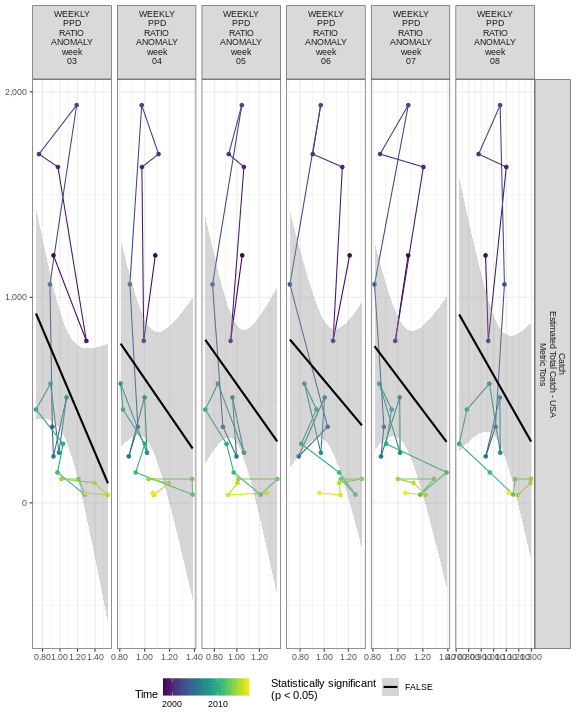 WEEKLY
PPD
RATIO
ANOMALY
week
03
WEEKLY
PPD
RATIO
ANOMALY
week
04
WEEKLY
PPD
RATIO
ANOMALY
week
05
WEEKLY
PPD
RATIO
ANOMALY
week
06
WEEKLY
PPD
RATIO
ANOMALY
week
07
WEEKLY
PPD
RATIO
ANOMALY
week
08
2,000
1,000
0
Catch
Estimated Total Catch - USA
Metric Tons
0.80 1.00 1.20 1.40
0.80 1.00 1.20 1.40
0.80 1.00 1.20
0.80 1.00 1.20
0.80 1.00 1.20 1.40
Time
2000 2010
Statistically significant
(p < 0.05)
FALSE